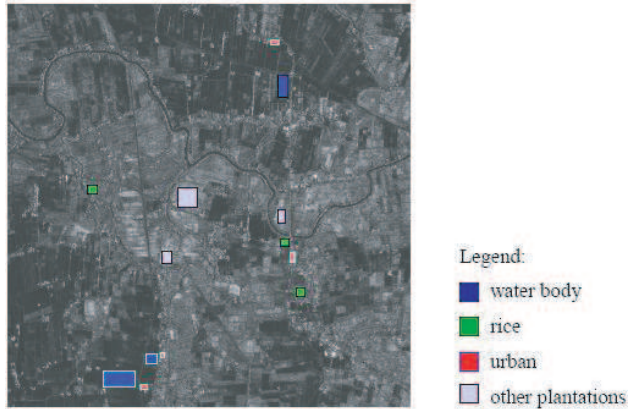 Legend:
water body
rice
urban
other plantations